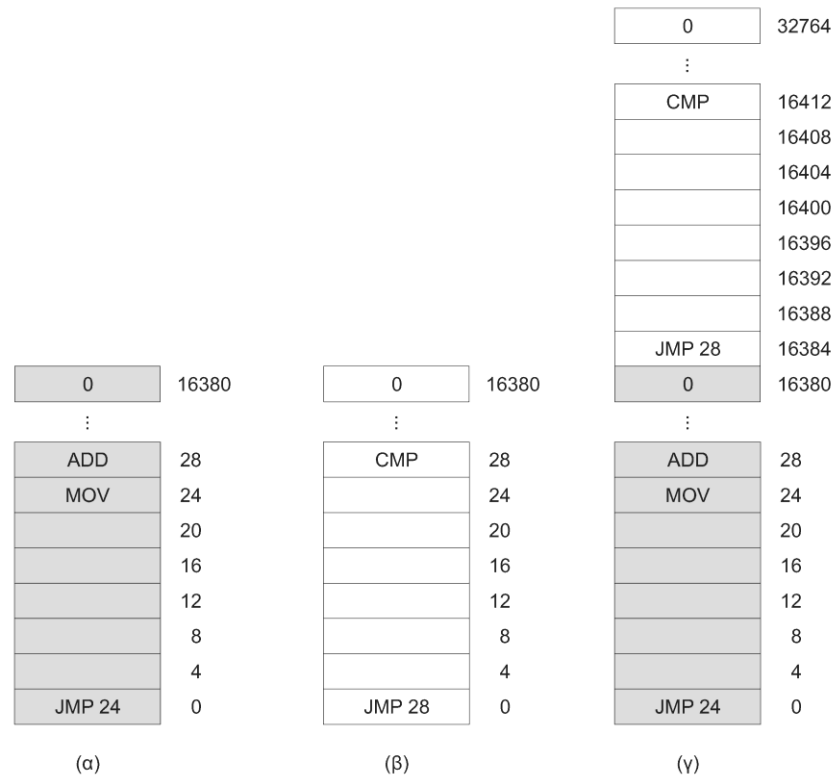 0 32764
⋮
CMP 16412
16408
16404
16400
16396
16392
16388
JMP 28 16384
0 16380 0 16380 0 16380
⋮ ⋮ ⋮
ADD 28 CMP 28 ADD 28
MOV 24 24 MOV 24
20 20 20
16 16 16
12 12 12
8 8 8
4 4 4
JMP 24 0 JMP 28 0 JMP 24 0
(α) (β) (γ)